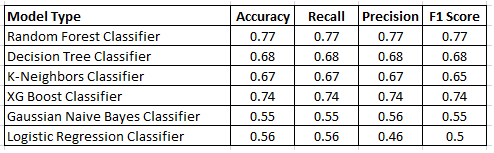 Model Type Accuracy Recall Precision F1 Score
Random Forest Classifier 0.77 0.77 0.77 0.77
Decision Tree Classifier 0.68 0.68 0.68 0.68
K-Neighbors Classifier 0.67 0.67 0.67 0.65
XG Boost Classifier 0.74 0.74 0.74 0.74
Gaussian Naive Bayes Classifier 0.55 0.55 0.56 0.55
Logistic Regression Classifier 0.56 0.56 0.46 0.5